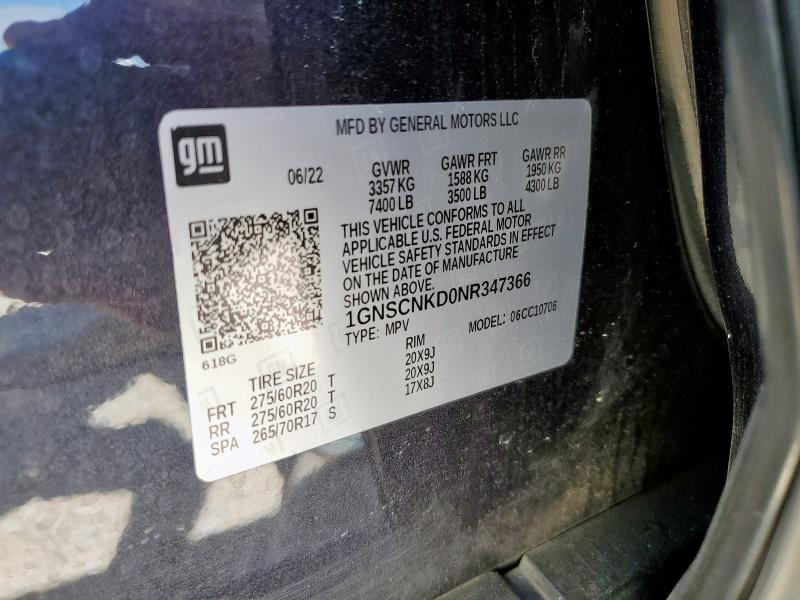 MFD BY GENERAL MOTORS LLC
gm
06/22
GVWR GAWR FRT GAWR RR
3357 KG 1588 KG 1950 KG
7400 LB 3500 LB 4300 LB
THIS VEHICLE CONFORMS TO ALL
APPLICABLE U.S. FEDERAL MOTOR
VEHICLE SAFETY STANDARDS IN EFFECT
ON THE DATE OF MANUFACTURE
SHOWN ABOVE.
1GNSCNKD0NR347366
TYPE: MPV MODEL: 06CC10706
618G
TIRE SIZE RIM
FRT 275/60R20 T 20X9J
RR 275/60R20 T 20X9J
SPA 265/70R17 S 17X8J